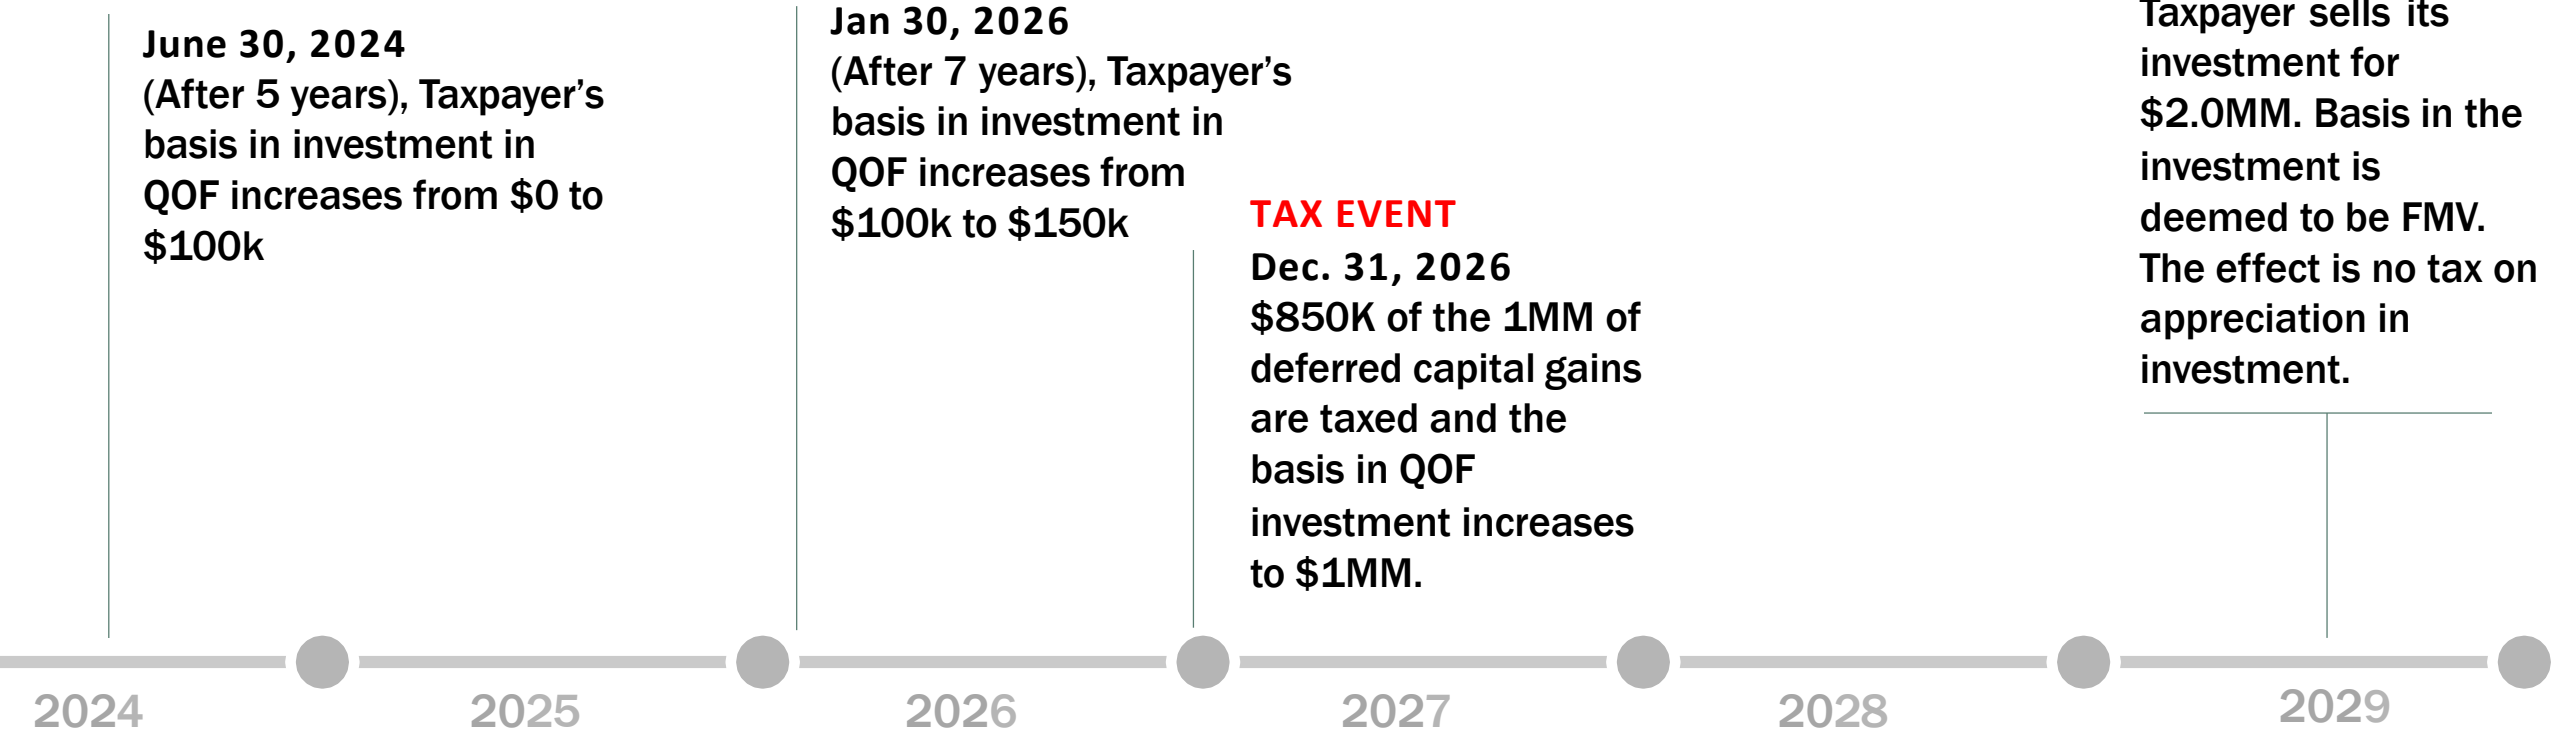 June 30, 2024
(After 5 years), Taxpayer’s
basis in investment in
QOF increases from $0 to
$100k
Jan 30, 2026
(After 7 years), Taxpayer’s
basis in investment in
QOF increases from
$100k to $150k
TAX EVENT
Dec. 31, 2026
$850K of the 1MM of
deferred capital gains
are taxed and the
basis in QOF
investment increases
to $1MM.
Taxpayer sells its
investment for
$2.0MM. Basis in the
investment is
deemed to be FMV.
The effect is no tax on
appreciation in
investment.
2024
2025
2026
2027
2028
2029